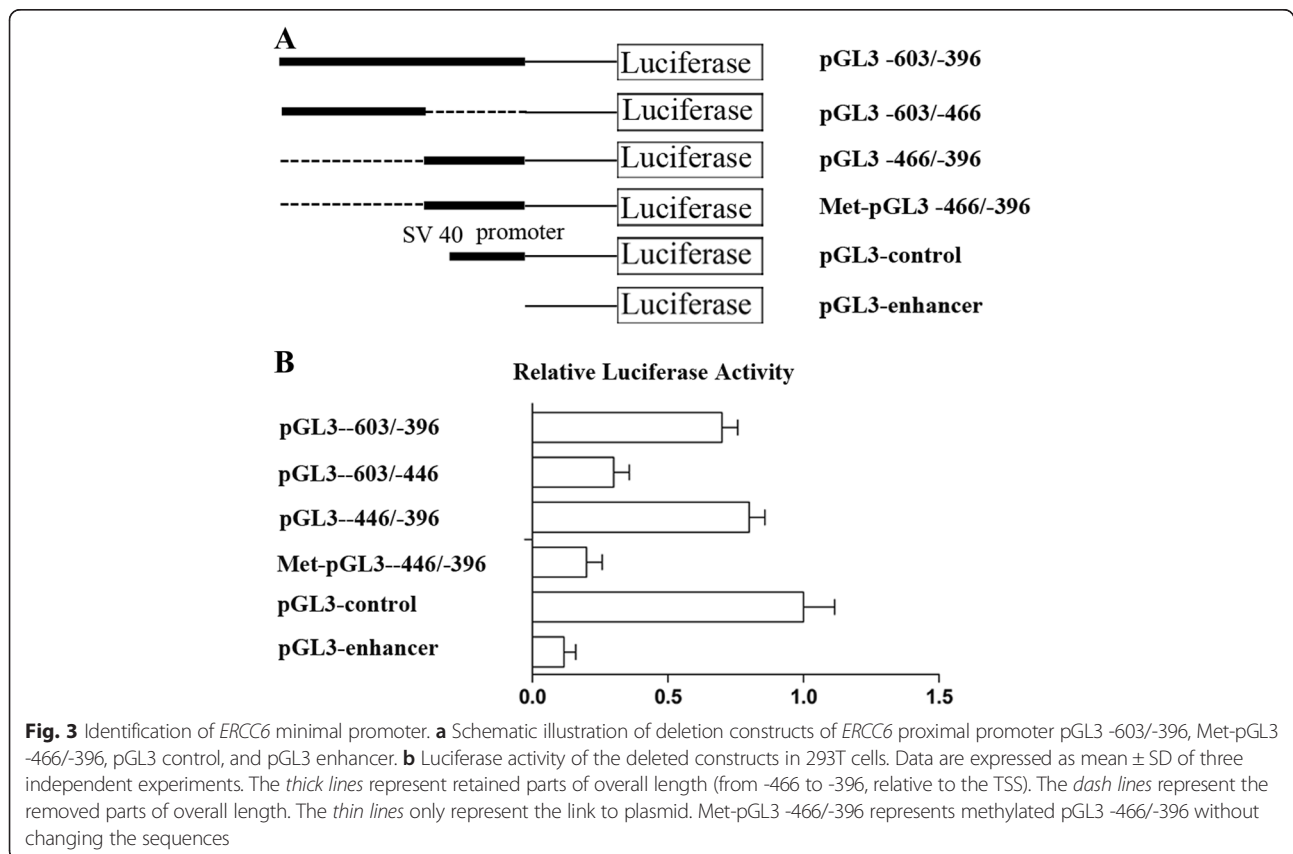 A
Luciferase pGL3 -603/-396
Luciferase pGL3 -603/-466
Luciferase pGL3 -466/-396
Luciferase Met-pGL3 -466/-396
SV 40 promoter
Luciferase pGL3-control
Luciferase pGL3-enhancer
B
Relative Luciferase Activity
pGL3--603/-396
pGL3--603/-446
pGL3--446/-396
Met-pGL3--446/-396
pGL3-control
pGL3-enhancer
0.0 0.5 1.0 1.5
Fig. 3 Identification of ERCC6 minimal promoter. a Schematic illustration of deletion constructs of ERCC6 proximal promoter pGL3 -603/-396, Met-pGL3
-466/-396, pGL3 control, and pGL3 enhancer. b Luciferase activity of the deleted constructs in 293T cells. Data are expressed as mean ± SD of three
independent experiments. The thick lines represent retained parts of overall length (from -466 to -396, relative to the TSS). The dash lines represent the
removed parts of overall length. The thin lines only represent the link to plasmid. Met-pGL3 -466/-396 represents methylated pGL3 -466/-396 without
changing the sequences